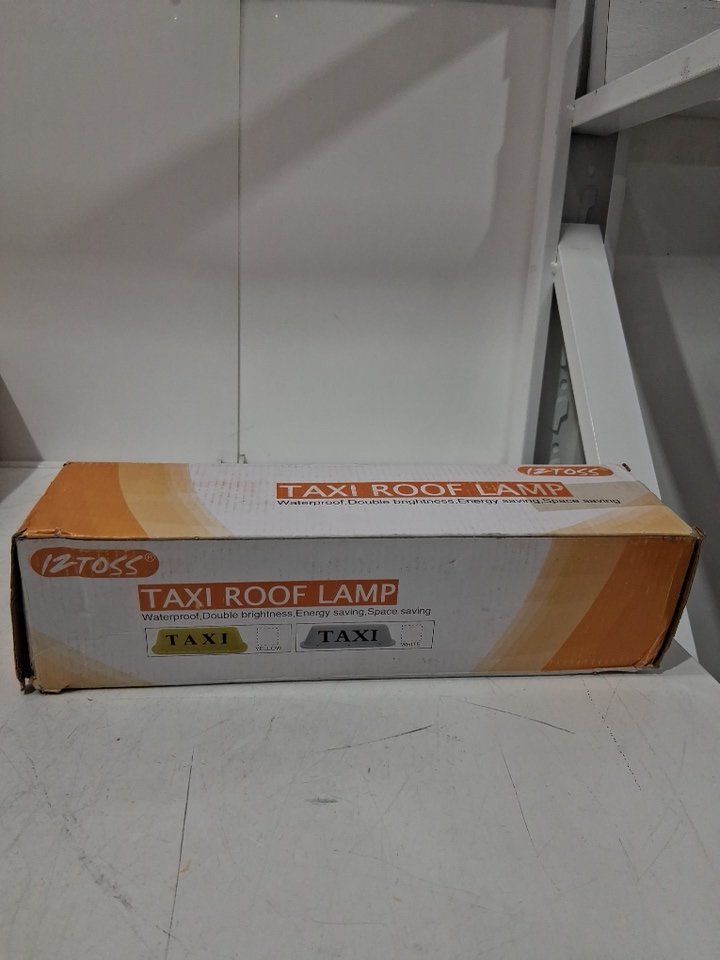 IZTOSS
TAXI ROOF LAMP
Waterproof,Double brightness,Energy saving,Space saving
IZTOSS®
TAXI ROOF LAMP
Waterproof,Double brightness,Energy saving,Space saving
TAXI YELLOW TAXI WHITE